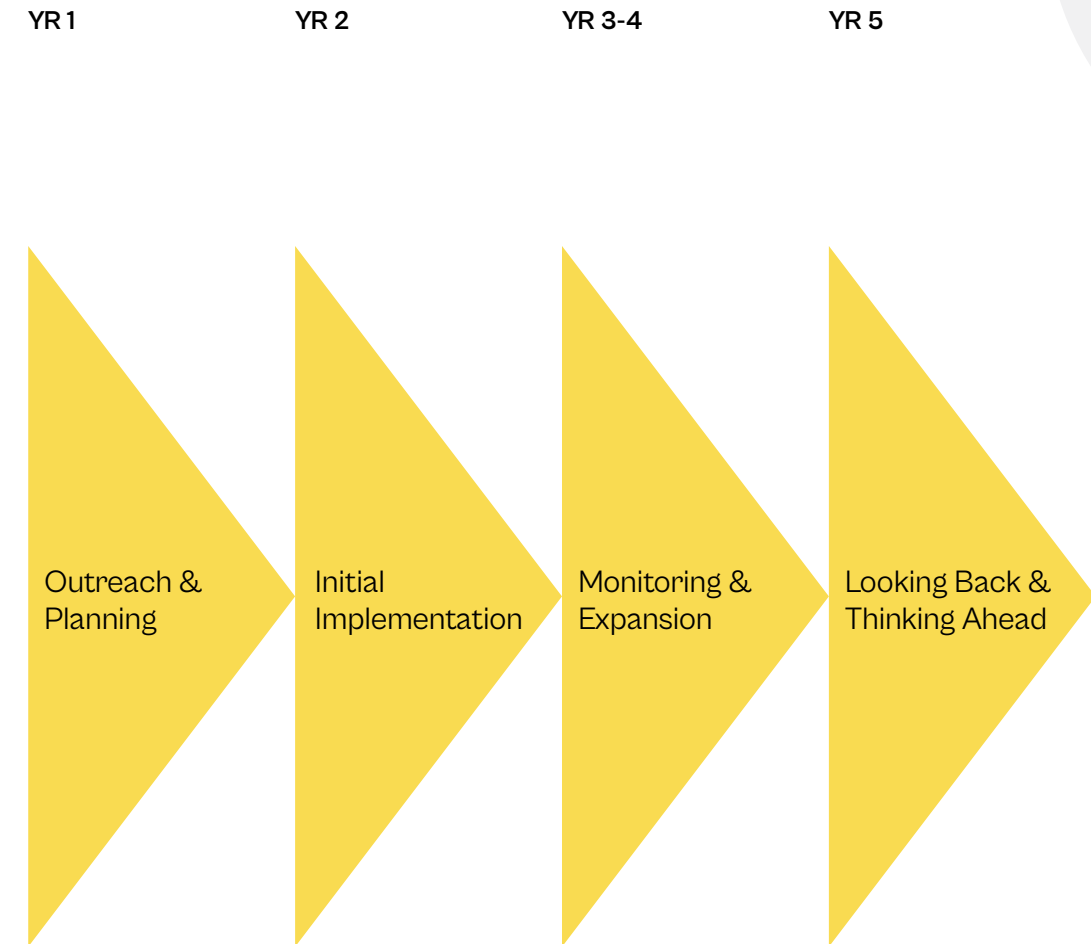 YR 1
YR 2
YR 3-4
YR 5
Outreach &
Planning
Initial
Implementation
Monitoring &
Expansion
Looking Back &
Thinking Ahead